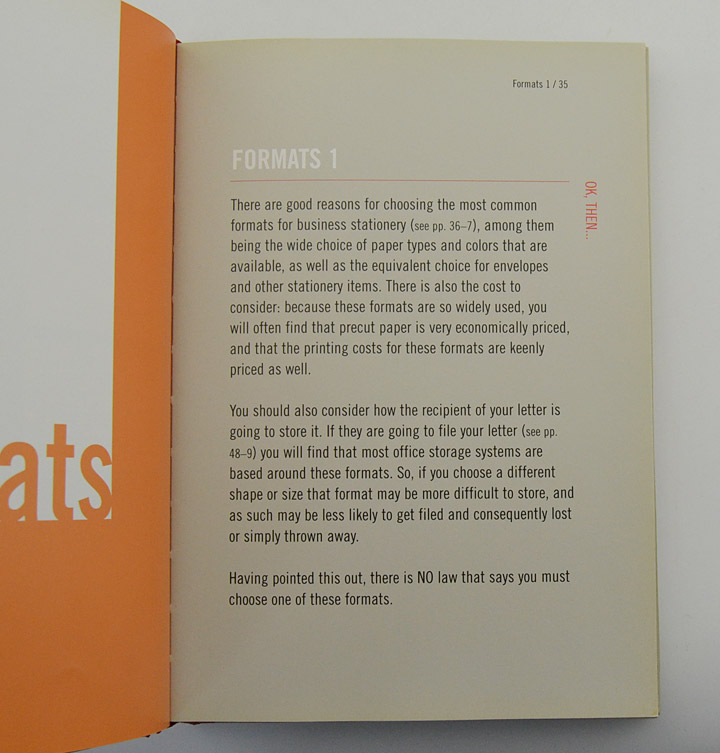 Formats 1 / 35
FORMATS 1
OK, THEN...
There are good reasons for choosing the most common
formats for business stationery (see pp. 36–7), among them
being the wide choice of paper types and colors that are
available, as well as the equivalent choice for envelopes
and other stationery items. There is also the cost to
consider: because these formats are so widely used, you
will often find that precut paper is very economically priced,
and that the printing costs for these formats are keenly
priced as well.
You should also consider how the recipient of your letter is
going to store it. If they are going to file your letter (see pp.
48–9) you will find that most office storage systems are
based around these formats. So, if you choose a different
shape or size that format may be more difficult to store, and
as such may be less likely to get filed and consequently lost
or simply thrown away.
Having pointed this out, there is NO law that says you must
choose one of these formats.
ats